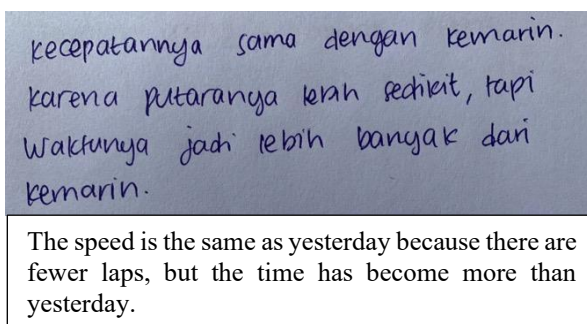 kecepatannya sama dengan kemarin.
karena putaranya lebih sedikit, tapi
waktunya jadi lebih banyak dari
kemarin.
The speed is the same as yesterday because there are
fewer laps, but the time has become more than
yesterday.